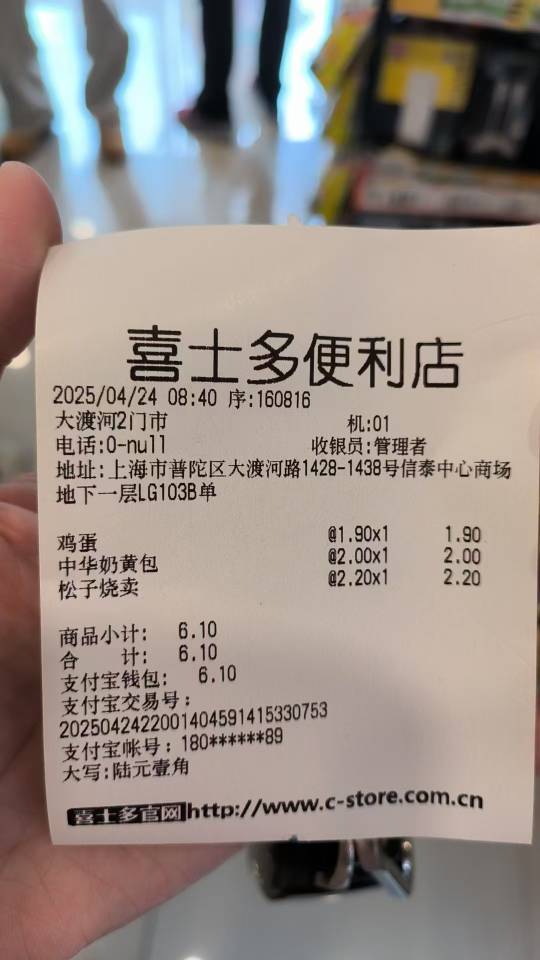 喜士多便利店
2025/04/24 08:40 序:160816
大渡河2门市 机:01
电话:0-null 收银员:管理者
地址:上海市普陀区大渡河路1428-1438号信泰中心商场
地下一层LG103B单
鸡蛋 @1.90x1 1.90
中华奶黄包 @2.00x1 2.00
松子烧卖 @2.20x1 2.20
商品小计: 6.10
合 计: 6.10
支付宝钱包: 6.10
支付宝交易号:
2025042422001404591415330753
支付宝帐号:180******89
大写:陆元壹角
喜士多官网http://www.c-store.com.cn